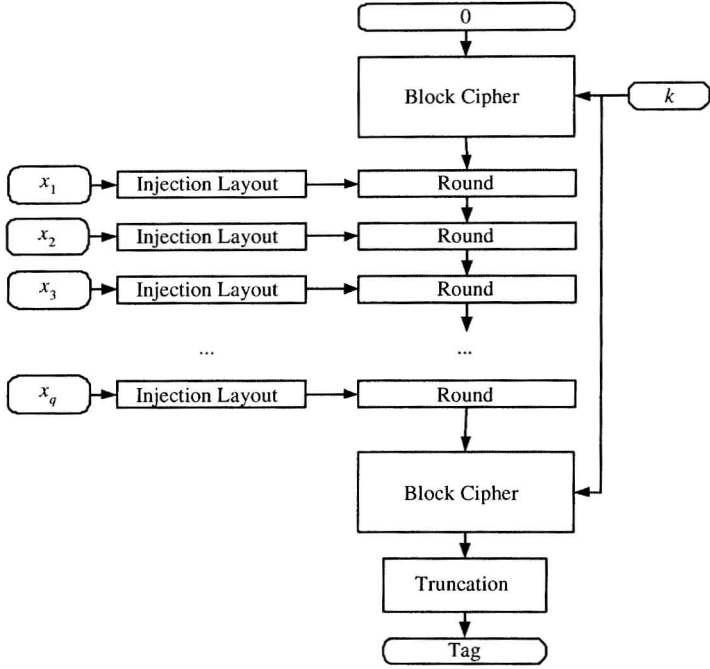 0
Block Cipher
k
x₁ Injection Layout Round
x₂ Injection Layout Round
x₃ Injection Layout Round
... ...
x_q Injection Layout Round
Block Cipher
Truncation
Tag